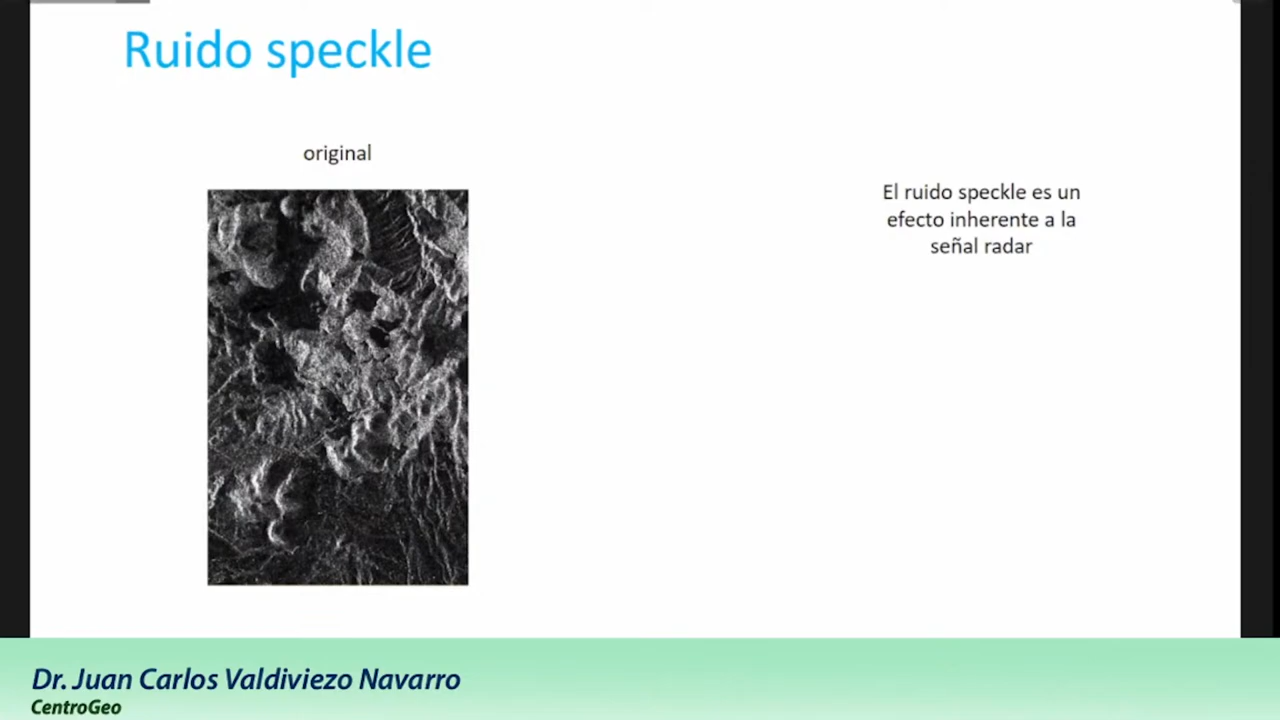 Ruido speckle
original
El ruido speckle es un
efecto inherente a la
señal radar
Dr. Juan Carlos Valdiviezo Navarro
CentroGeo